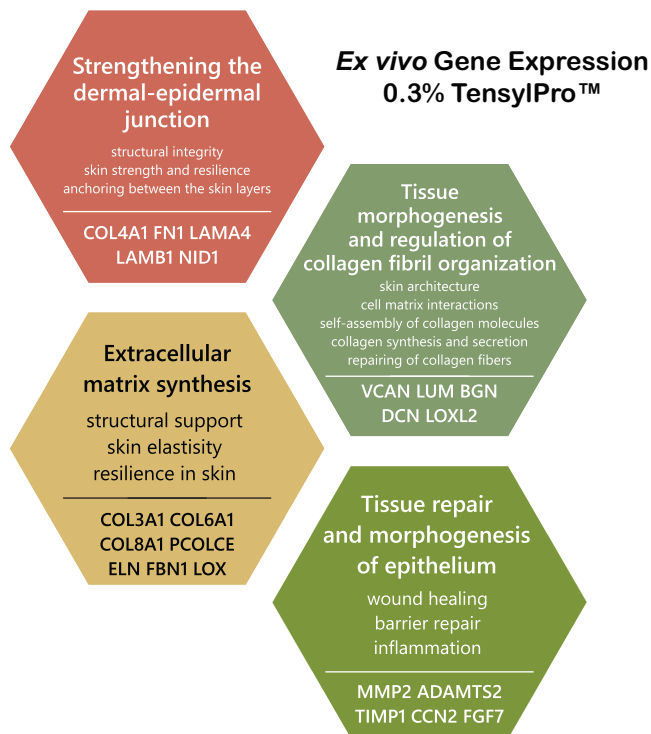 Ex vivo Gene Expression
0.3% TensylPro™
Strengthening the
dermal-epidermal
junction
structural integrity
skin strength and resilience
anchoring between the skin layers
COL4A1 FN1 LAMA4
LAMB1 NID1
Tissue
morphogenesis
and regulation of
collagen fibril organization
skin architecture
cell matrix interactions
self-assembly of collagen molecules
collagen synthesis and secretion
repairing of collagen fibers
VCAN LUM BGN
DCN LOXL2
Extracellular
matrix synthesis
structural support
skin elastisity
resilience in skin
COL3A1 COL6A1
COL8A1 PCOLCE
ELN FBN1 LOX
Tissue repair
and morphogenesis
of epithelium
wound healing
barrier repair
inflammation
MMP2 ADAMTS2
TIMP1 CCN2 FGF7